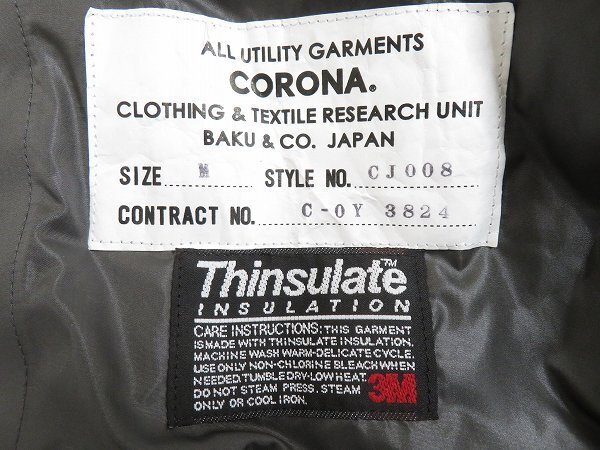 ALL UTILITY GARMENTS
CORONA®
CLOTHING & TEXTILE RESEARCH UNIT
BAKU & CO. JAPAN
SIZE M STYLE NO. CJ008
CONTRACT NO. C-0Y 3824
Thinsulate™
INSULATION
CARE INSTRUCTIONS: THIS GARMENT
IS MADE WITH THINSULATE INSULATION.
MACHINE WASH WARM-DELICATE CYCLE.
USE ONLY NON-CHLORINE BLEACH WHEN
NEEDED. TUMBLE DRY-LOW HEAT.
DO NOT STEAM PRESS. STEAM
ONLY OR COOL IRON.
3M